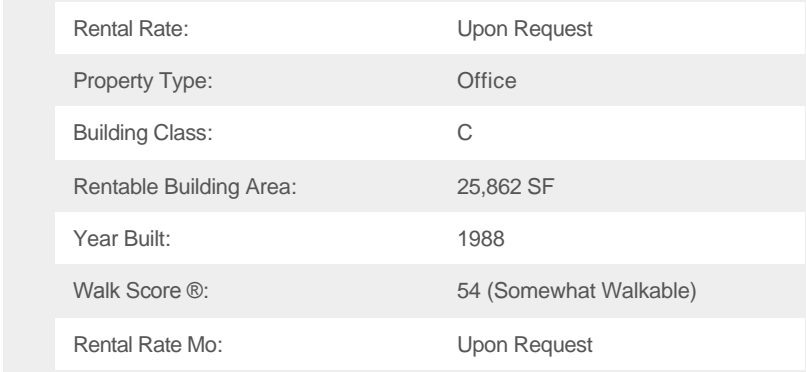 Rental Rate: Upon Request
Property Type: Office
Building Class: C
Rentable Building Area: 25,862 SF
Year Built: 1988
Walk Score ®: 54 (Somewhat Walkable)
Rental Rate Mo: Upon Request